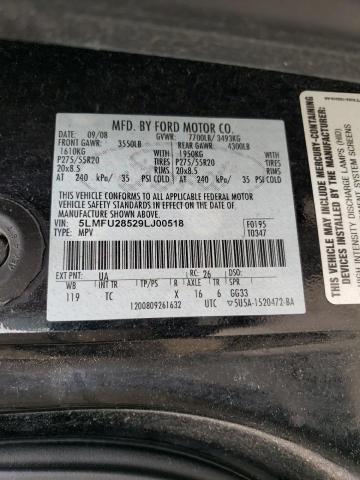 MFD. BY FORD MOTOR CO.
DATE: 09/08 GVWR: 7700LB/ 3493KG
FRONT GAWR: 3550LB REAR GAWR: 4300LB
1610KG 1950KG
P275/55R20 TIRES P275/55R20
20x8.5 RIMS 20x8.5
AT 240 kPa/ 35 PSI COLD AT 240 kPa/ 35 PSI COLD
THIS VEHICLE CONFORMS TO ALL APPLICABLE FEDERAL MOTOR
VEHICLE SAFETY STANDARDS IN EFFECT ON THE DATE OF
MANUFACTURE SHOWN ABOVE.
VIN: 5LMFU28529LJ00518 F0195
TYPE: MPV 10347
EXT PNT: UA RC: 26 DSO:
WB BRK INT TR TP/PS R AXLE TR SPR
119 TC X 16 6 GG33
1200809261632 UTC 5U5A-1520472-BA
THIS VEHICLE MAY INCLUDE MERCURY-CONTAINING
DEVICES INSTALLED BY THE MANUFACTURER:
HIGH INTENSITY DISCHARGE LAMPS (HID)